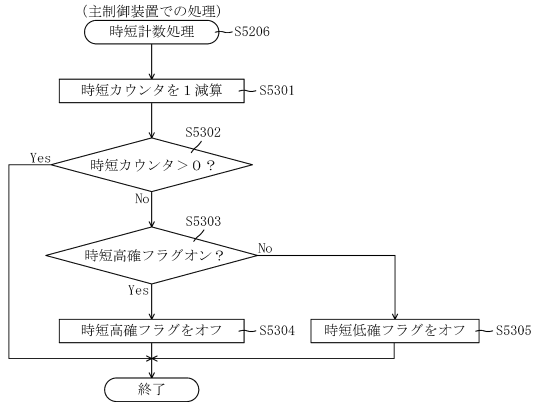 (主制御装置での処理)
時短計数処理 S5206
時短カウンタを1減算 S5301
S5302
Yes
時短カウンタ>0?
No
S5303
時短高確フラグオン?
No
Yes
時短高確フラグをオフ S5304
時短低確フラグをオフ S5305
終了